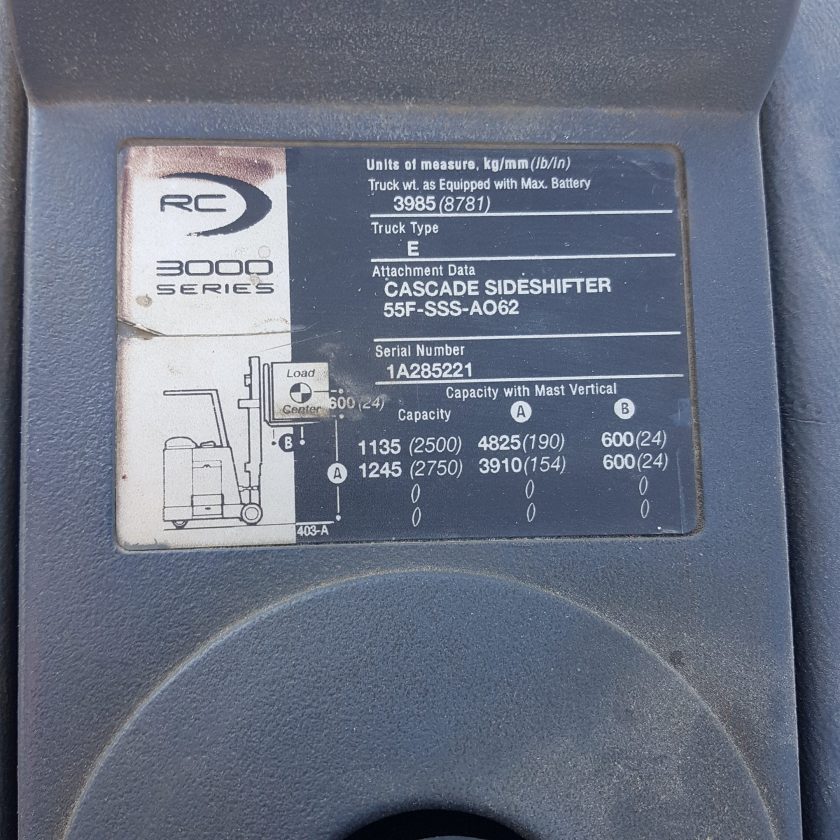 RC
3000
SERIES
Units of measure, kg/mm (lb/in)
Truck wt. as Equipped with Max. Battery
3985 (8781)
Truck Type
E
Attachment Data
CASCADE SIDESHIFTER
55F-SSS-AO62
Serial Number
1A285221
Capacity with Mast Vertical
Capacity A B
1135 (2500) 4825 (190) 600 (24)
1245 (2750) 3910 (154) 600 (24)
0 0 0
0 0 0
Load
Center
600 (24)
B
A
403-A